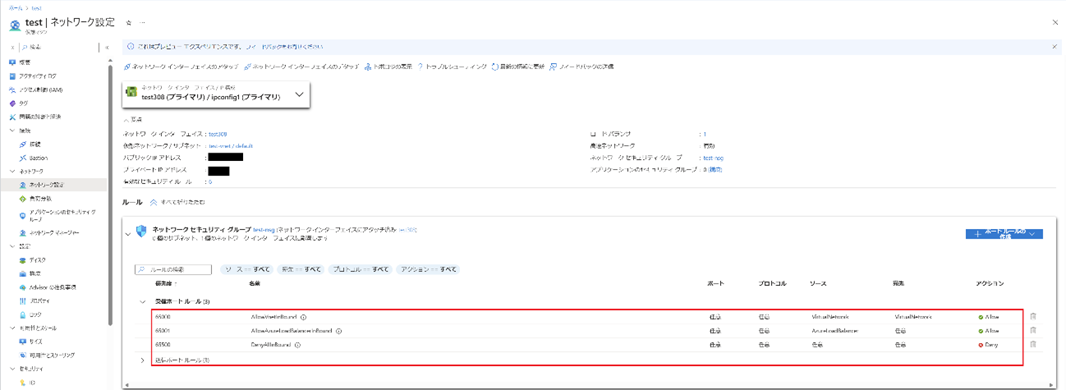 ホーム > test
test | ネットワーク設定
仮想マシン
検索
これはプレビュー エクスペリエンスです。フィードバックをお寄せください
ネットワーク インターフェイスのアタッチ
ネットワーク インターフェイスのデタッチ
トポロジの表示
トラブルシューティング
最新の情報に更新
フィードバックの送信
概要
アクティビティ ログ
アクセス制御 (IAM)
タグ
問題の診断と解決
接続
接続
Bastion
ネットワーク
ネットワーク設定
負荷分散
アプリケーションのセキュリティ グループ
ネットワーク マネージャー
設定
ディスク
拡張
Advisor の推奨事項
プロパティ
ロック
可用性とスケール
サイズ
可用性とスケーリング
セキュリティ
ID
ネットワーク インターフェイス / IP 構成
test308 (プライマリ) / ipconfig1 (プライマリ)
要点
ネットワーク インターフェイス : test308
仮想ネットワーク / サブネット : test-vnet / default
パブリック IP アドレス :
プライベート IP アドレス :
有効なセキュリティ ルール :
ロード バランサー :
高速ネットワーク : 有効
ネットワーク セキュリティ グループ : test-nsg
アプリケーションのセキュリティ グループ : 0
ルール すべて折りたたむ
ネットワーク セキュリティ グループ test-nsg (ネットワーク インターフェイスにアタッチ済み
0 個のサブネット、1 個のネットワーク インターフェイスに影響します
ポート ルールの作成
ルールの検索
ソース == すべて
宛先 == すべて
プロトコル == すべて
アクション == すべて
優先度 ↑ 名前 ポート プロトコル ソース 宛先 アクション
受信ポート ルール (3)
65000 AllowVnetInBound 任意 任意 VirtualNetwork VirtualNetwork Allow
65001 AllowAzureLoadBalancerInBound 任意 任意 AzureLoadBalancer 任意 Allow
65500 DenyAllInBound 任意 任意 任意 任意 Deny
送信ポート ルール (3)